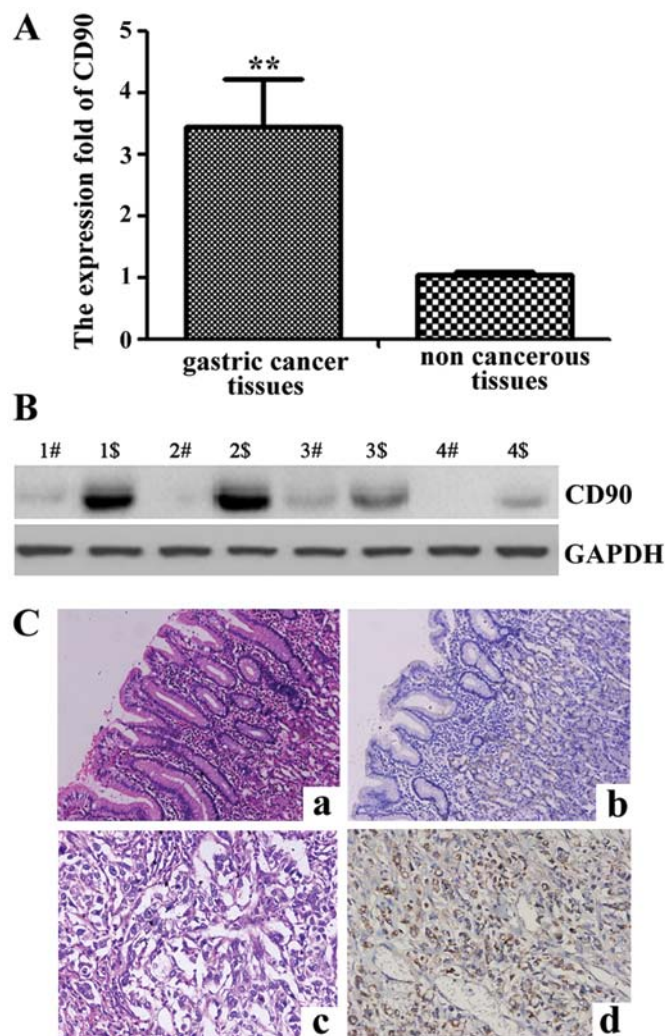 A
The expression fold of CD90
5
4
3
2
1
0
**
gastric cancer
tissues
non cancerous
tissues
B
1# 1$ 2# 2$ 3# 3$ 4# 4$
CD90
GAPDH
C
a
b
c
d